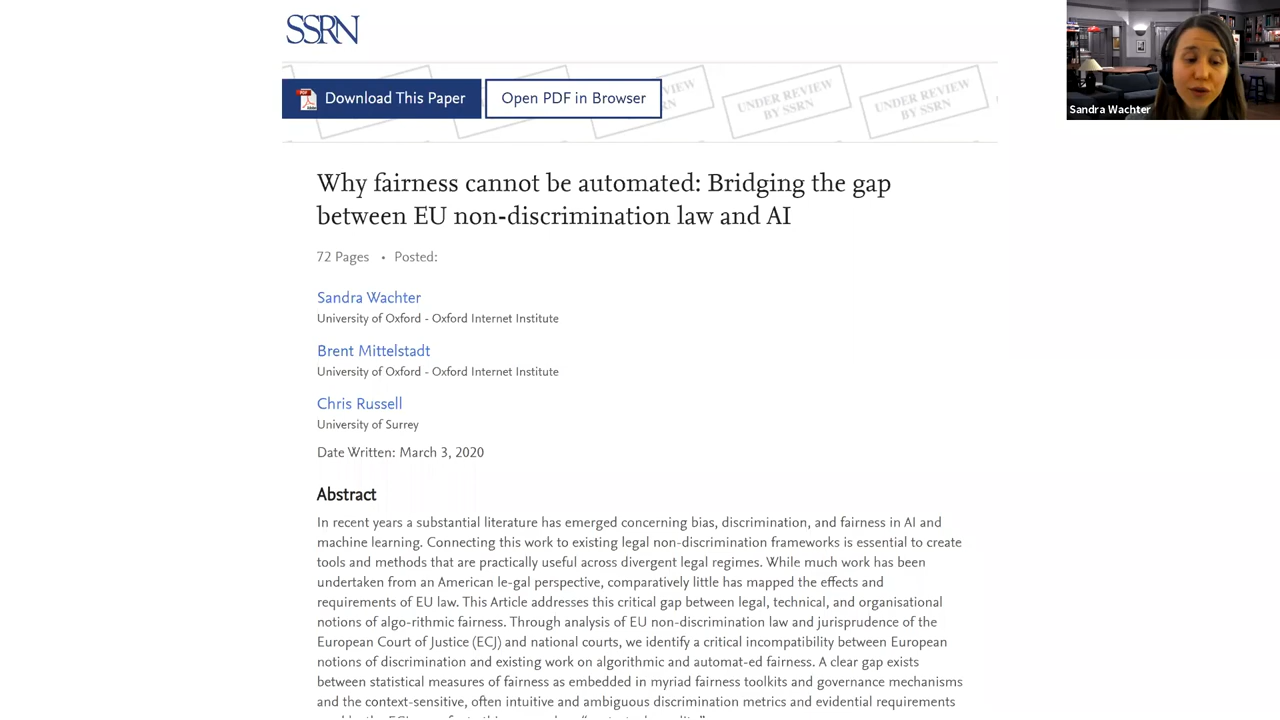 SSRN
Download This Paper
Open PDF in Browser
UNDER REVIEW
BY SSRN
UNDER REVIEW
BY SSRN
Sandra Wachter
Why fairness cannot be automated: Bridging the gap
between EU non-discrimination law and AI
72 Pages • Posted:
Sandra Wachter
University of Oxford - Oxford Internet Institute
Brent Mittelstadt
University of Oxford - Oxford Internet Institute
Chris Russell
University of Surrey
Date Written: March 3, 2020
Abstract
In recent years a substantial literature has emerged concerning bias, discrimination, and fairness in AI and
machine learning. Connecting this work to existing legal non-discrimination frameworks is essential to create
tools and methods that are practically useful across divergent legal regimes. While much work has been
undertaken from an American le-gal perspective, comparatively little has mapped the effects and
requirements of EU law. This Article addresses this critical gap between legal, technical, and organisational
notions of algo-rithmic fairness. Through analysis of EU non-discrimination law and jurisprudence of the
European Court of Justice (ECJ) and national courts, we identify a critical incompatibility between European
notions of discrimination and existing work on algorithmic and automat-ed fairness. A clear gap exists
between statistical measures of fairness as embedded in myriad fairness toolkits and governance mechanisms
and the context-sensitive, often intuitive and ambiguous discrimination metrics and evidential requirements